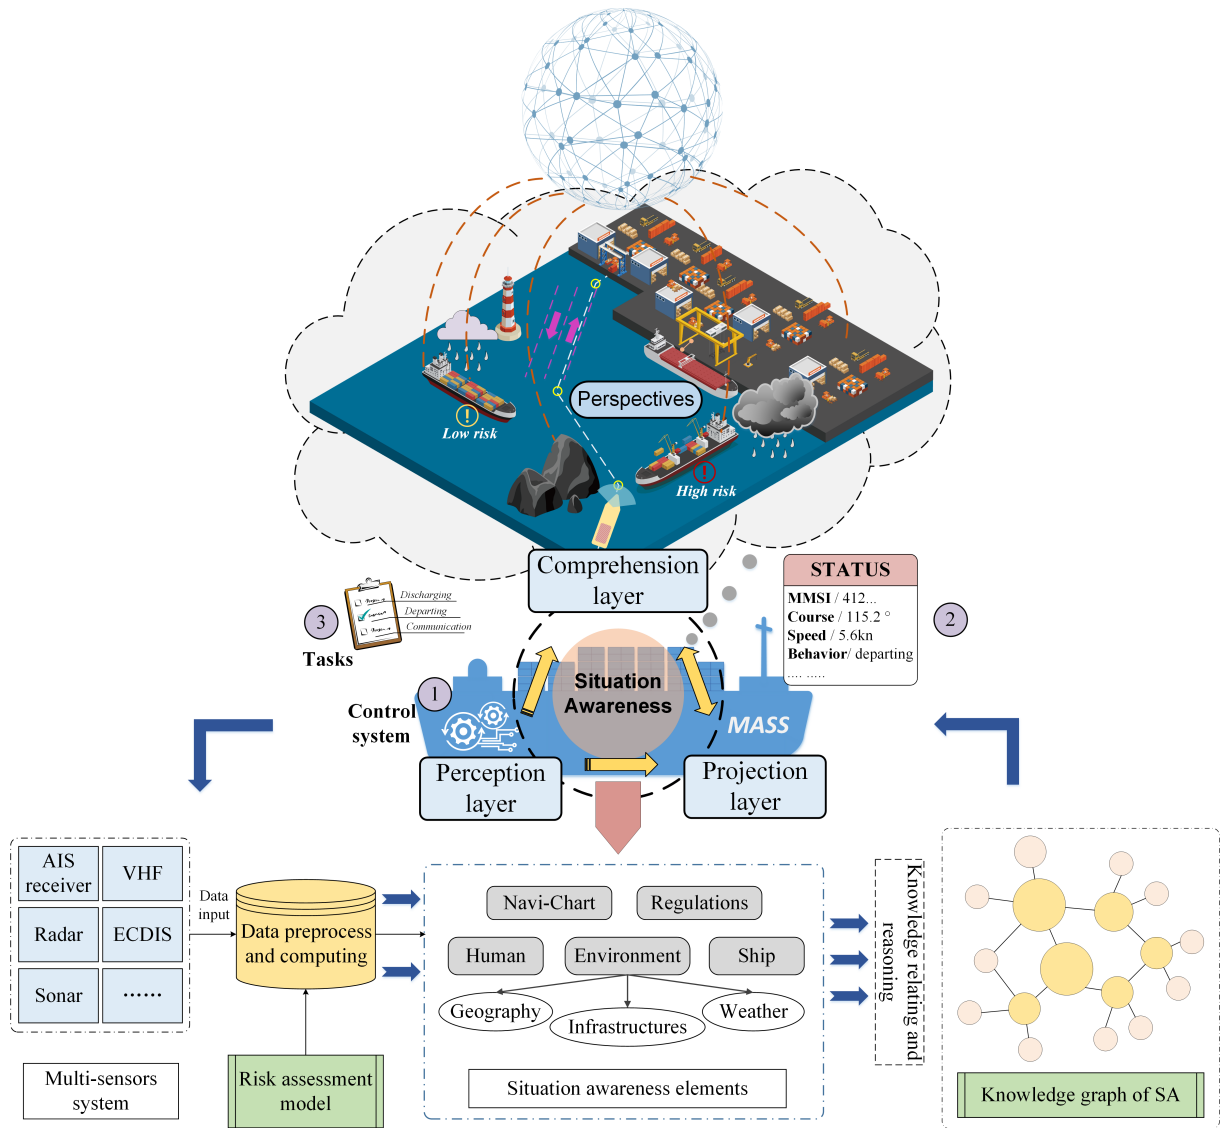 Perspectives
Low risk
High risk
Comprehension
layer
3
Tasks
Discharging
Departing
Communication
STATUS
MMSI / 412...
Course / 115.2 °
Speed / 5.6kn
Behavior/ departing
.... .....
2
1
Control
system
Situation
Awareness
MASS
Perception
layer
Projection
layer
AIS
receiver
VHF
Radar
ECDIS
Sonar
......
Multi-sensors
system
Data
input
Data preprocess
and computing
Risk assessment
model
Navi-Chart
Regulations
Human
Environment
Ship
Geography
Infrastructures
Weather
Situation awareness elements
Knowledge relating and
reasoning
Knowledge graph of SA